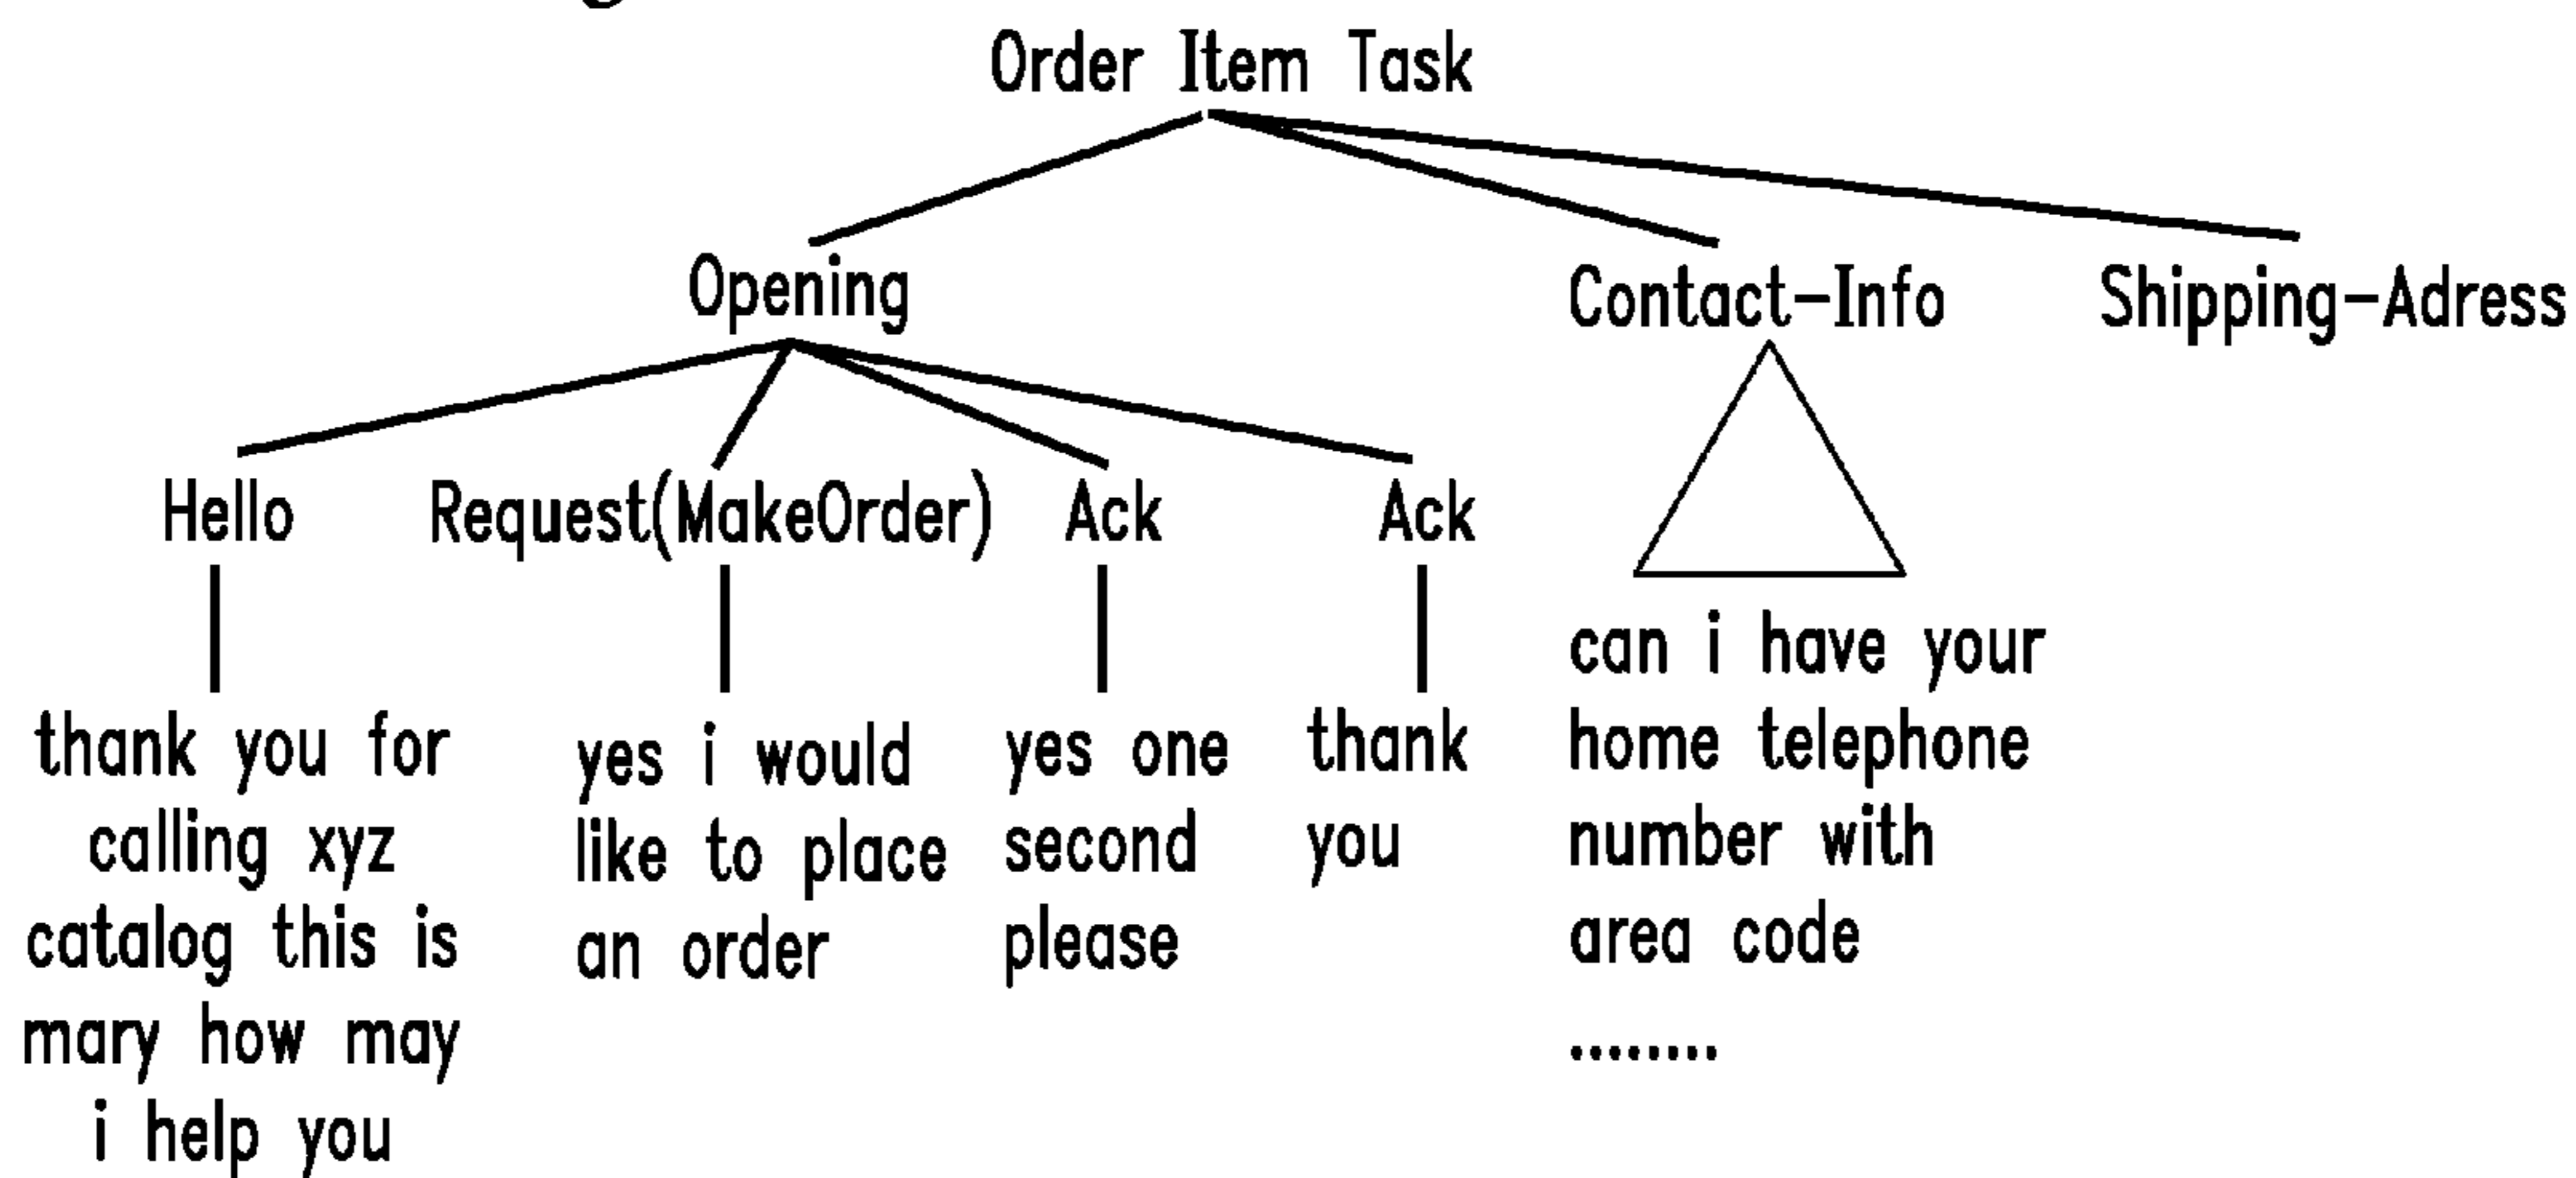 Order Item Task
Opening
Contact-Info
Shipping-Adress
Hello
Request(MakeOrder)
Ack
Ack
thank you for
calling xyz
catalog this is
mary how may
i help you
yes i would
like to place
an order
yes one
second
please
thank
you
can i have your
home telephone
number with
area code
........